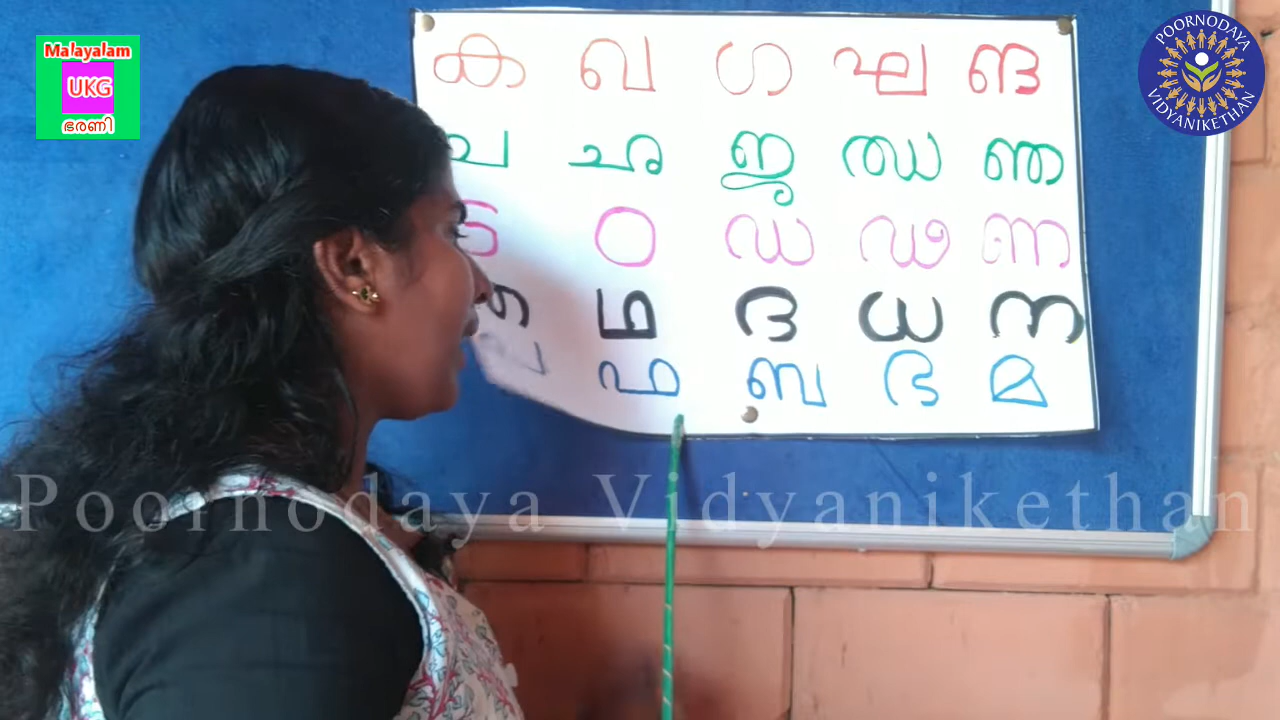 Malayalam
UKG
ഭരണി
POORNODAYA
VIDYANIKETHAN
ക ഖ ഗ ഘ ങ
ച ഛ ജ ഝ ഞ
ട ഠ ഡ ഢ ണ
ഥ ദ ധ ന
ഫ ബ ഭ മ
Poornodaya Vidyanikethan